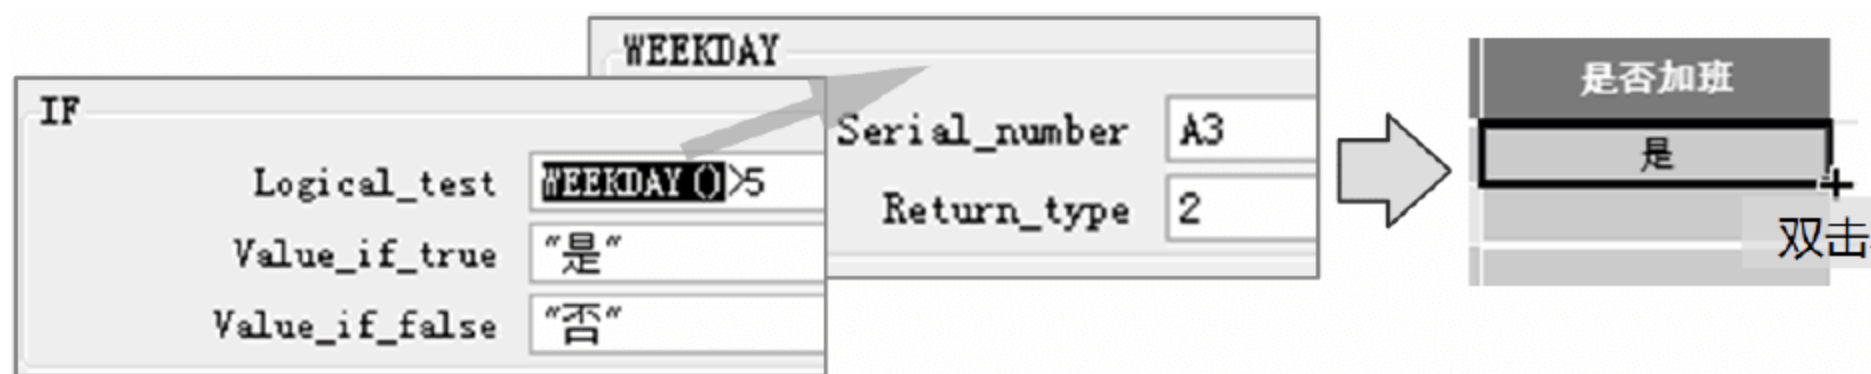 IF
Logical_test WEEKDAY()>5
Value_if_true "是"
Value_if_false "否"
WEEKDAY
Serial_number A3
Return_type 2
是否加班
是
双击